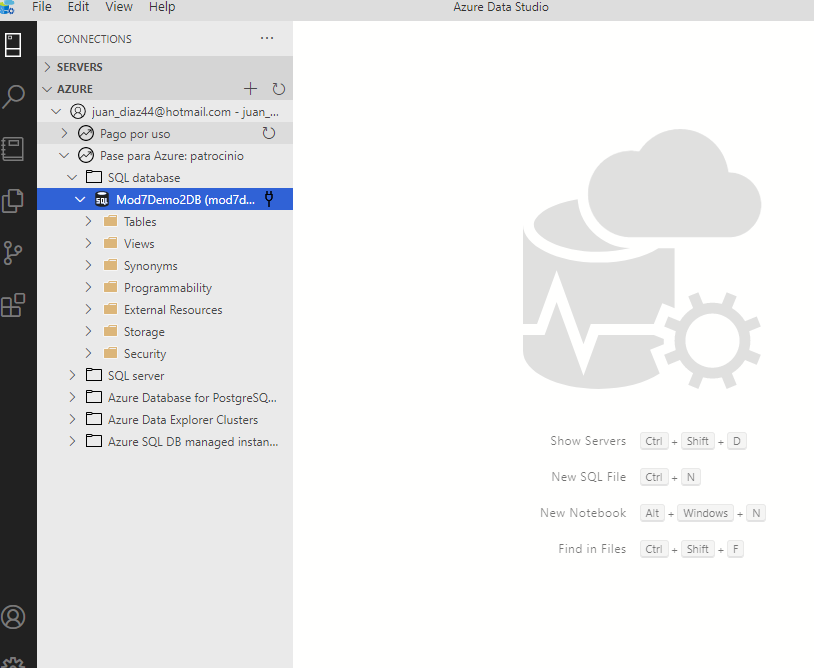 File Edit View Help
Azure Data Studio
CONNECTIONS
SERVERS
AZURE
juan_diaz44@hotmail.com - juan_...
Pago por uso
Pase para Azure: patrocinio
SQL database
SQL Mod7Demo2DB (mod7d...
Tables
Views
Synonyms
Programmability
External Resources
Storage
Security
SQL server
Azure Database for PostgreSQ...
Azure Data Explorer Clusters
Azure SQL DB managed instan...
Show Servers Ctrl + Shift + D
New SQL File Ctrl + N
New Notebook Alt + Windows + N
Find in Files Ctrl + Shift + F